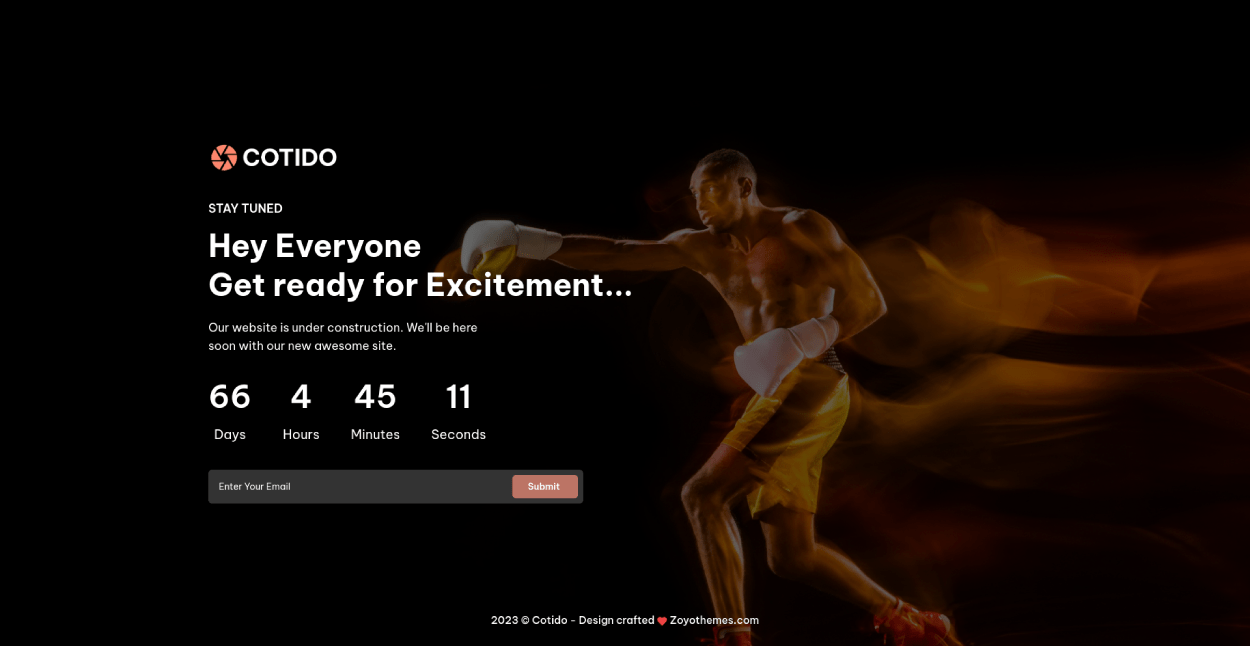 COTIDO
STAY TUNED
Hey Everyone
Get ready for Excitement...
Our website is under construction. We'll be here
soon with our new awesome site.
66 4 45 11
Days Hours Minutes Seconds
Enter Your Email Submit
2023 © Cotido - Design crafted ❤ Zoyothemes.com